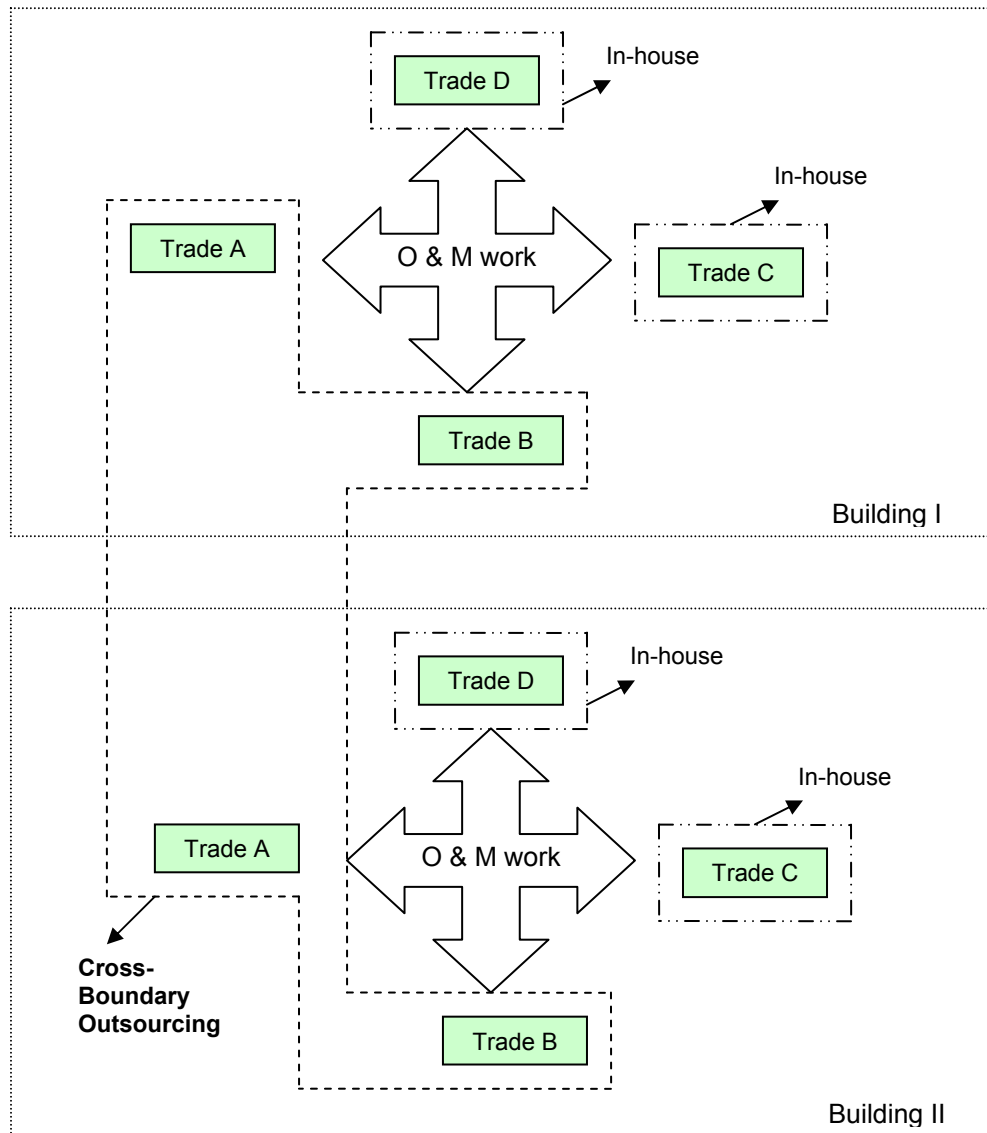 In-house
Trade D
In-house
Trade A
O & M work
Trade C
Trade B
Building I
In-house
Trade D
In-house
Trade A
O & M work
Trade C
Cross-
Boundary
Outsourcing
Trade B
Building II